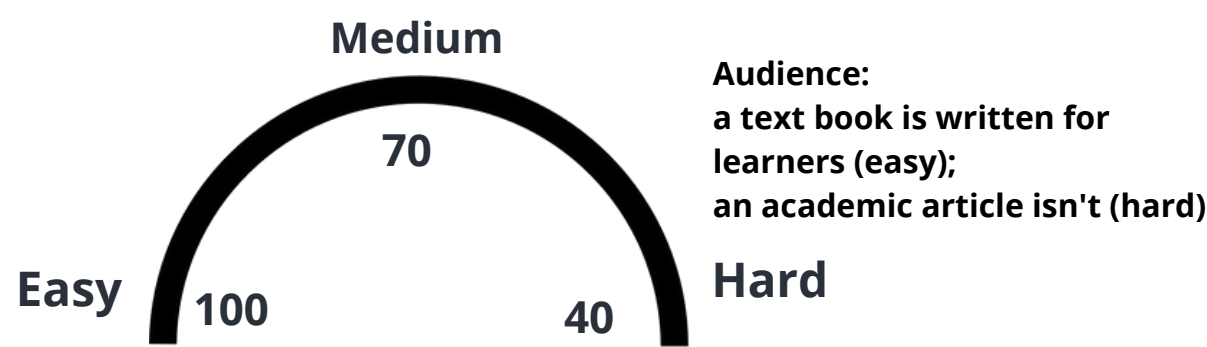 Medium
70
Easy
100
40
Hard
Audience:
a text book is written for
learners (easy);
an academic article isn't (hard)